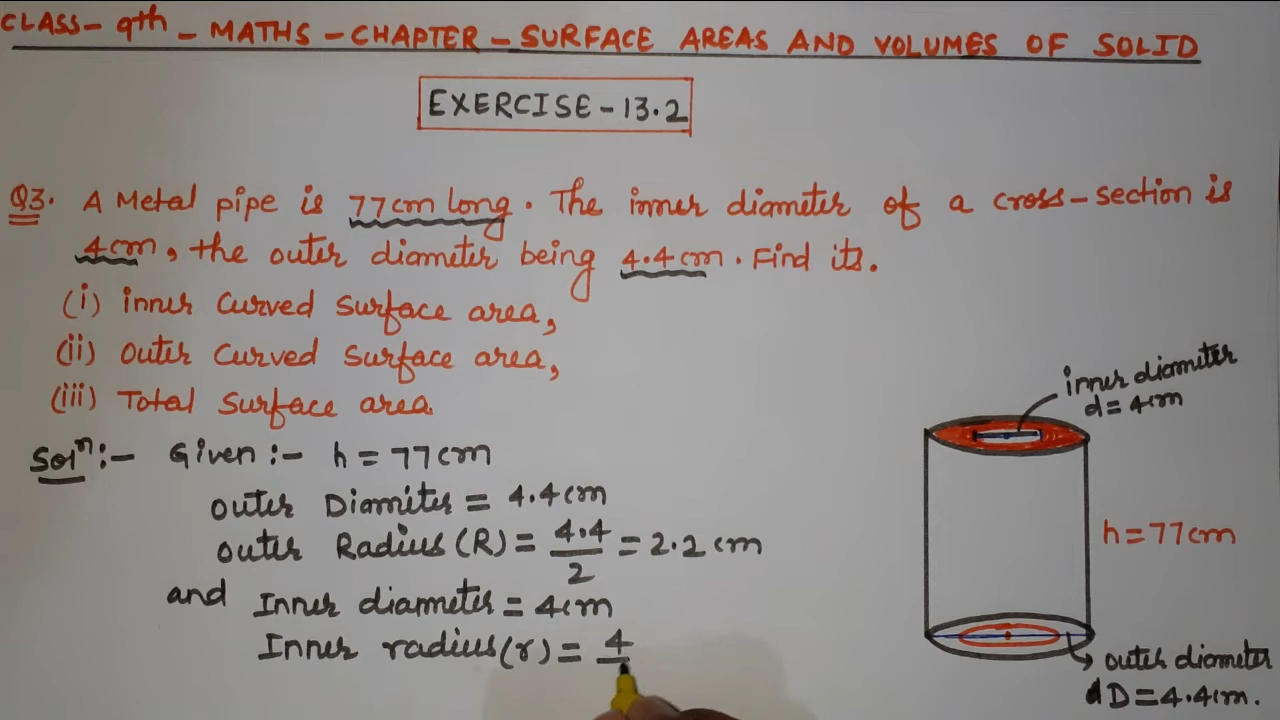 CLASS - 9th - MATHS - CHAPTER - SURFACE AREAS AND VOLUMES OF SOLID
EXERCISE - 13.2
Q3. A Metal pipe is 77cm long. The inner diameter of a cross-section is
4cm, the outer diameter being 4.4cm. Find its.
(i) inner Curved Surface area,
(ii) Outer Curved Surface area,
(iii) Total Surface area.
Solⁿ:- Given :- h = 77cm
Outer Diamiter = 4.4cm
Outer Radius (R) = 4.4/2 = 2.2 cm
and Inner diameter = 4cm
Inner radius (r) = 4
inner diameter
d = 4cm
h = 77cm
outer diameter
dD = 4.4cm.